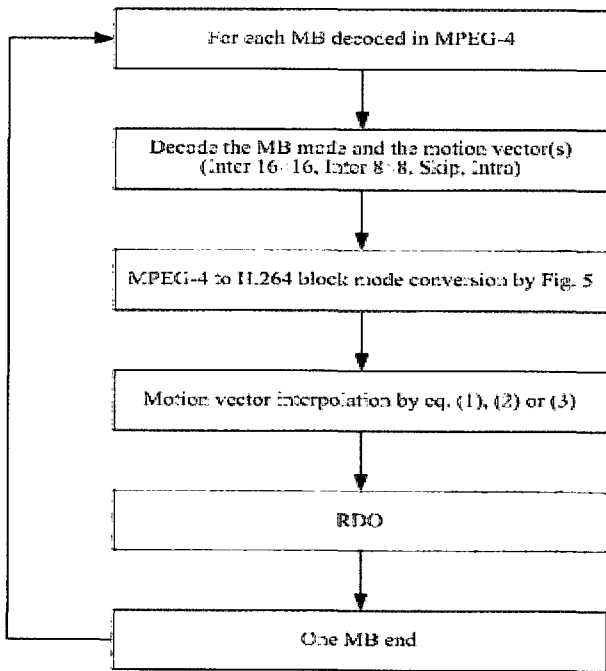 For each MB decoded in MPEG-4
Decode the MB mode and the motion vector(s)
(Inter 16×16, Inter 8×8, Skip, Intra)
MPEG-4 to H.264 block mode conversion by Fig. 5
Motion vector interpolation by eq. (1), (2) or (3)
RDO
One MB end